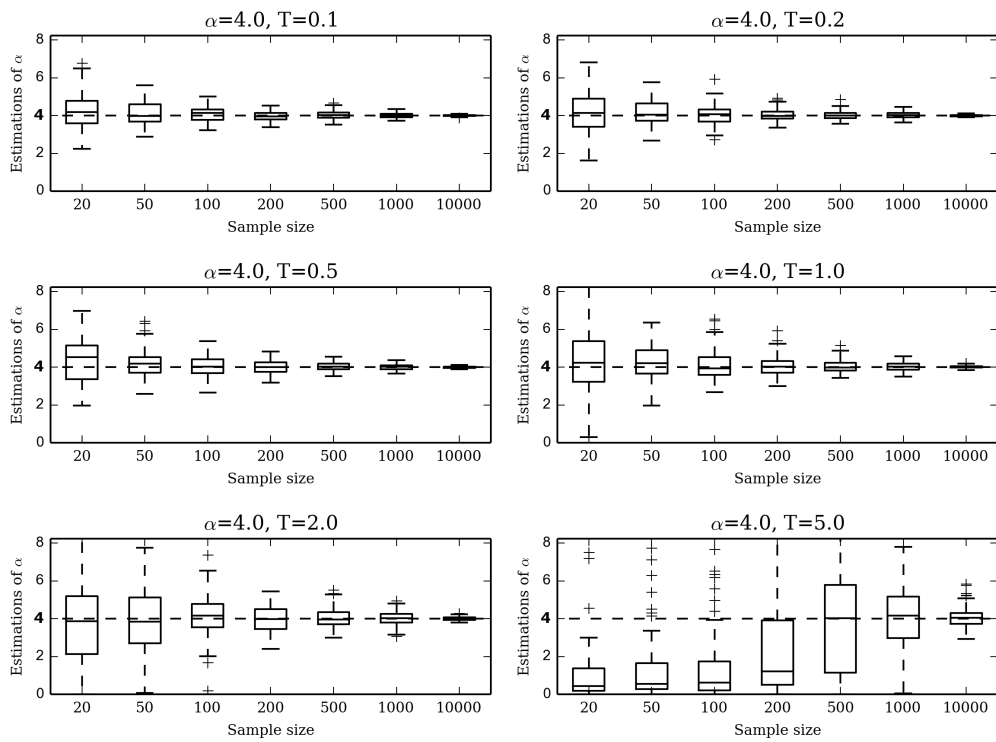 α=4.0, T=0.1
Estimations of α
8
6
4
2
0
20 50 100 200 500 1000 10000
Sample size
α=4.0, T=0.2
Estimations of α
8
6
4
2
0
20 50 100 200 500 1000 10000
Sample size
α=4.0, T=0.5
Estimations of α
8
6
4
2
0
20 50 100 200 500 1000 10000
Sample size
α=4.0, T=1.0
Estimations of α
8
6
4
2
0
20 50 100 200 500 1000 10000
Sample size
α=4.0, T=2.0
Estimations of α
8
6
4
2
0
20 50 100 200 500 1000 10000
Sample size
α=4.0, T=5.0
Estimations of α
8
6
4
2
0
20 50 100 200 500 1000 10000
Sample size